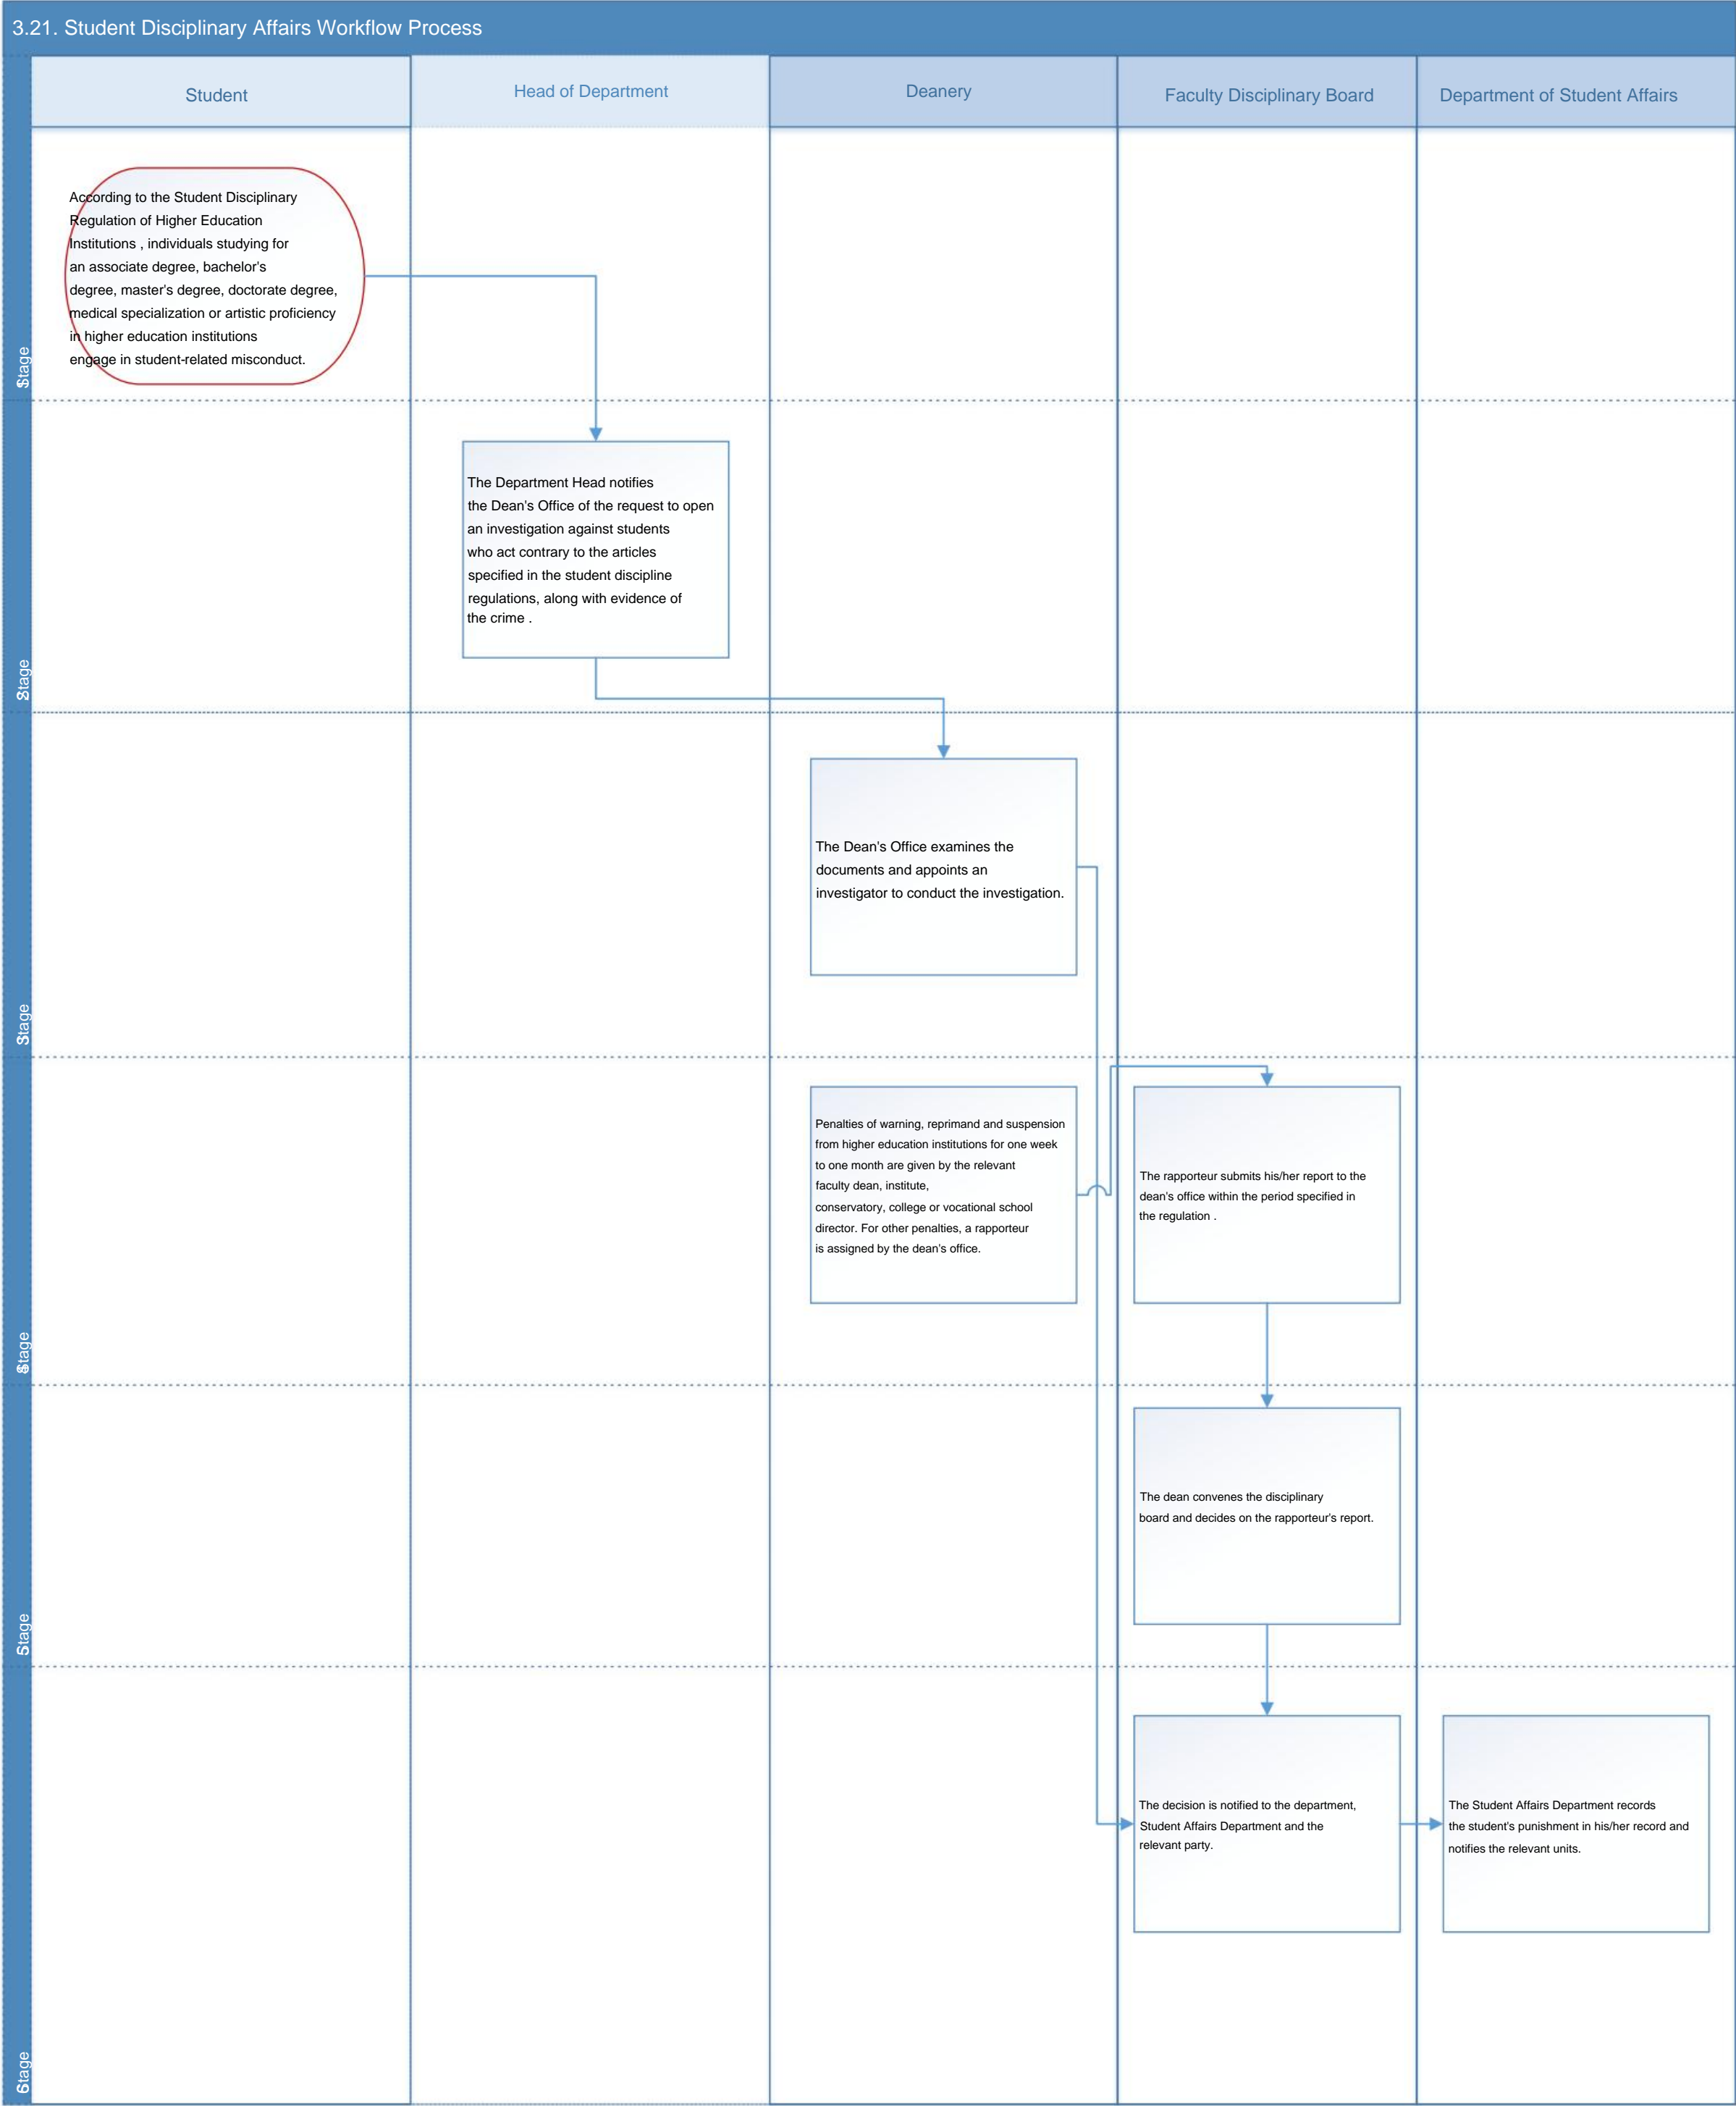 3.21. Student Disciplinary Affairs Workflow Process
Student
Head of Department
Deanery
Faculty Disciplinary Board
Department of Student Affairs
According to the Student Disciplinary
Regulation of Higher Education
Institutions , individuals studying for
an associate degree, bachelor's
degree, master's degree, doctorate degree,
medical specialization or artistic proficiency
in higher education institutions
engage in student-related misconduct.
Stage
The Department Head notifies
the Dean's Office of the request to open
an investigation against students
who act contrary to the articles
specified in the student discipline
regulations, along with evidence of
the crime .
Stage
The Dean's Office examines the
documents and appoints an
investigator to conduct the investigation.
Stage
Penalties of warning, reprimand and suspension
from higher education institutions for one week
to one month are given by the relevant
faculty dean, institute,
conservatory, college or vocational school
director. For other penalties, a rapporteur
is assigned by the dean's office.
The rapporteur submits his/her report to the
dean's office within the period specified in
the regulation .
Stage
The dean convenes the disciplinary
board and decides on the rapporteur's report.
Stage
The decision is notified to the department,
Student Affairs Department and the
relevant party.
The Student Affairs Department records
the student's punishment in his/her record and
notifies the relevant units.
Stage